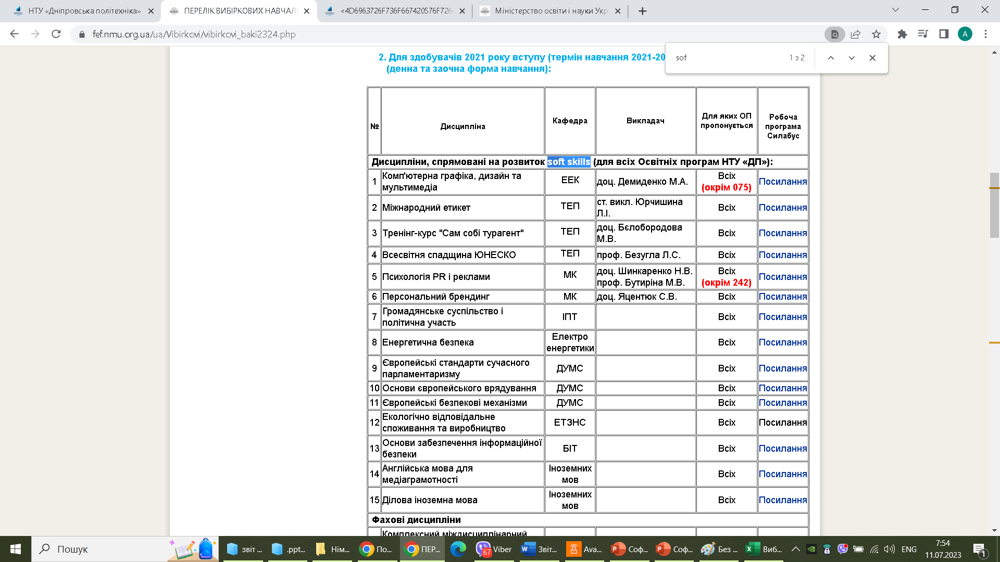 НТУ «Дніпровська політехніка»
ПЕРЕЛІК ВИБІРКОВИХ НАВЧАЛ
<4D6963726F736F667420576F726
Міністерство освіти і науки Укр
fef.nmu.org.ua/ua/Vibirkovi/vibirkovi_baki2324.php
A
sof
1 з 2
2. Для здобувачів 2021 року вступу (термін навчання 2021-20
(денна та заочна форма навчання):
№ Дисципліна Кафедра Викладач Для яких ОП пропонується Робоча програма Силабус
Дисципліни, спрямовані на розвиток soft skills (для всіх Освітніх програм НТУ «ДП»):
1 Комп'ютерна графіка, дизайн та мультимедіа ЕЕК доц. Демиденко М.А. Всіх (окрім 075) Посилання
2 Міжнародний етикет ТЕП ст. викл. Юрчишина Л.І. Всіх Посилання
3 Тренінг-курс "Сам собі турагент" ТЕП доц. Бєлобородова М.В. Всіх Посилання
4 Всесвітня спадщина ЮНЕСКО ТЕП проф. Безугла Л.С. Всіх Посилання
5 Психологія PR і реклами МК доц. Шинкаренко Н.В. проф. Бутиріна М.В. Всіх (окрім 242) Посилання
6 Персональний брендинг МК доц. Яцентюк С.В. Всіх Посилання
7 Громадянське суспільство і політична участь ІПТ Всіх Посилання
8 Енергетична безпека Електро енергетики Всіх Посилання
9 Європейські стандарти сучасного парламентаризму ДУМС Всіх Посилання
10 Основи європейського врядування ДУМС Всіх Посилання
11 Європейські безпекові механізми ДУМС Всіх Посилання
12 Екологічно відповідальне споживання та виробництво ЕТЗНС Всіх Посилання
13 Основи забезпечення інформаційної безпеки БІТ Всіх Посилання
14 Англійська мова для медіаграмотності Іноземних мов Всіх Посилання
15 Ділова іноземна мова Іноземних мов Всіх Посилання
Фахові дисципліни
Комплексний міждисциплінарний
Пошук
звіт ...
.ppt...
Нім...
По...
ПЕР...
67
Viber
Звіт...
Ava...
Соф...
Соф...
Без ...
Виб...
ENG
7:54
11.07.2023
1